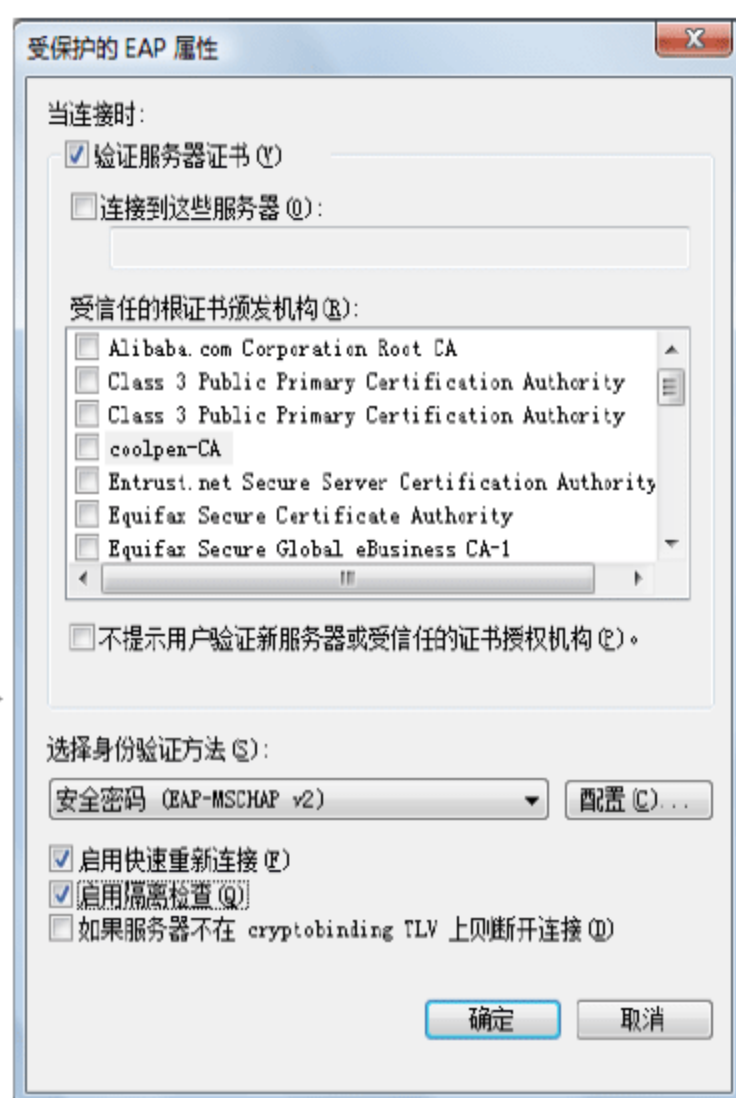 受保护的 EAP 属性
当连接时:
验证服务器证书(V)
连接到这些服务器(O):
受信任的根证书颁发机构(R):
Alibaba.com Corporation Root CA
Class 3 Public Primary Certification Authority
Class 3 Public Primary Certification Authority
coolpen-CA
Entrust.net Secure Server Certification Authority
Equifax Secure Certificate Authority
Equifax Secure Global eBusiness CA-1
不提示用户验证新服务器或受信任的证书授权机构(P)。
选择身份验证方法(S):
安全密码 (EAP-MSCHAP v2) 配置(C)...
启用快速重新连接(F)
启用隔离检查(Q)
如果服务器不在 cryptobinding TLV 上则断开连接(D)
确定 取消